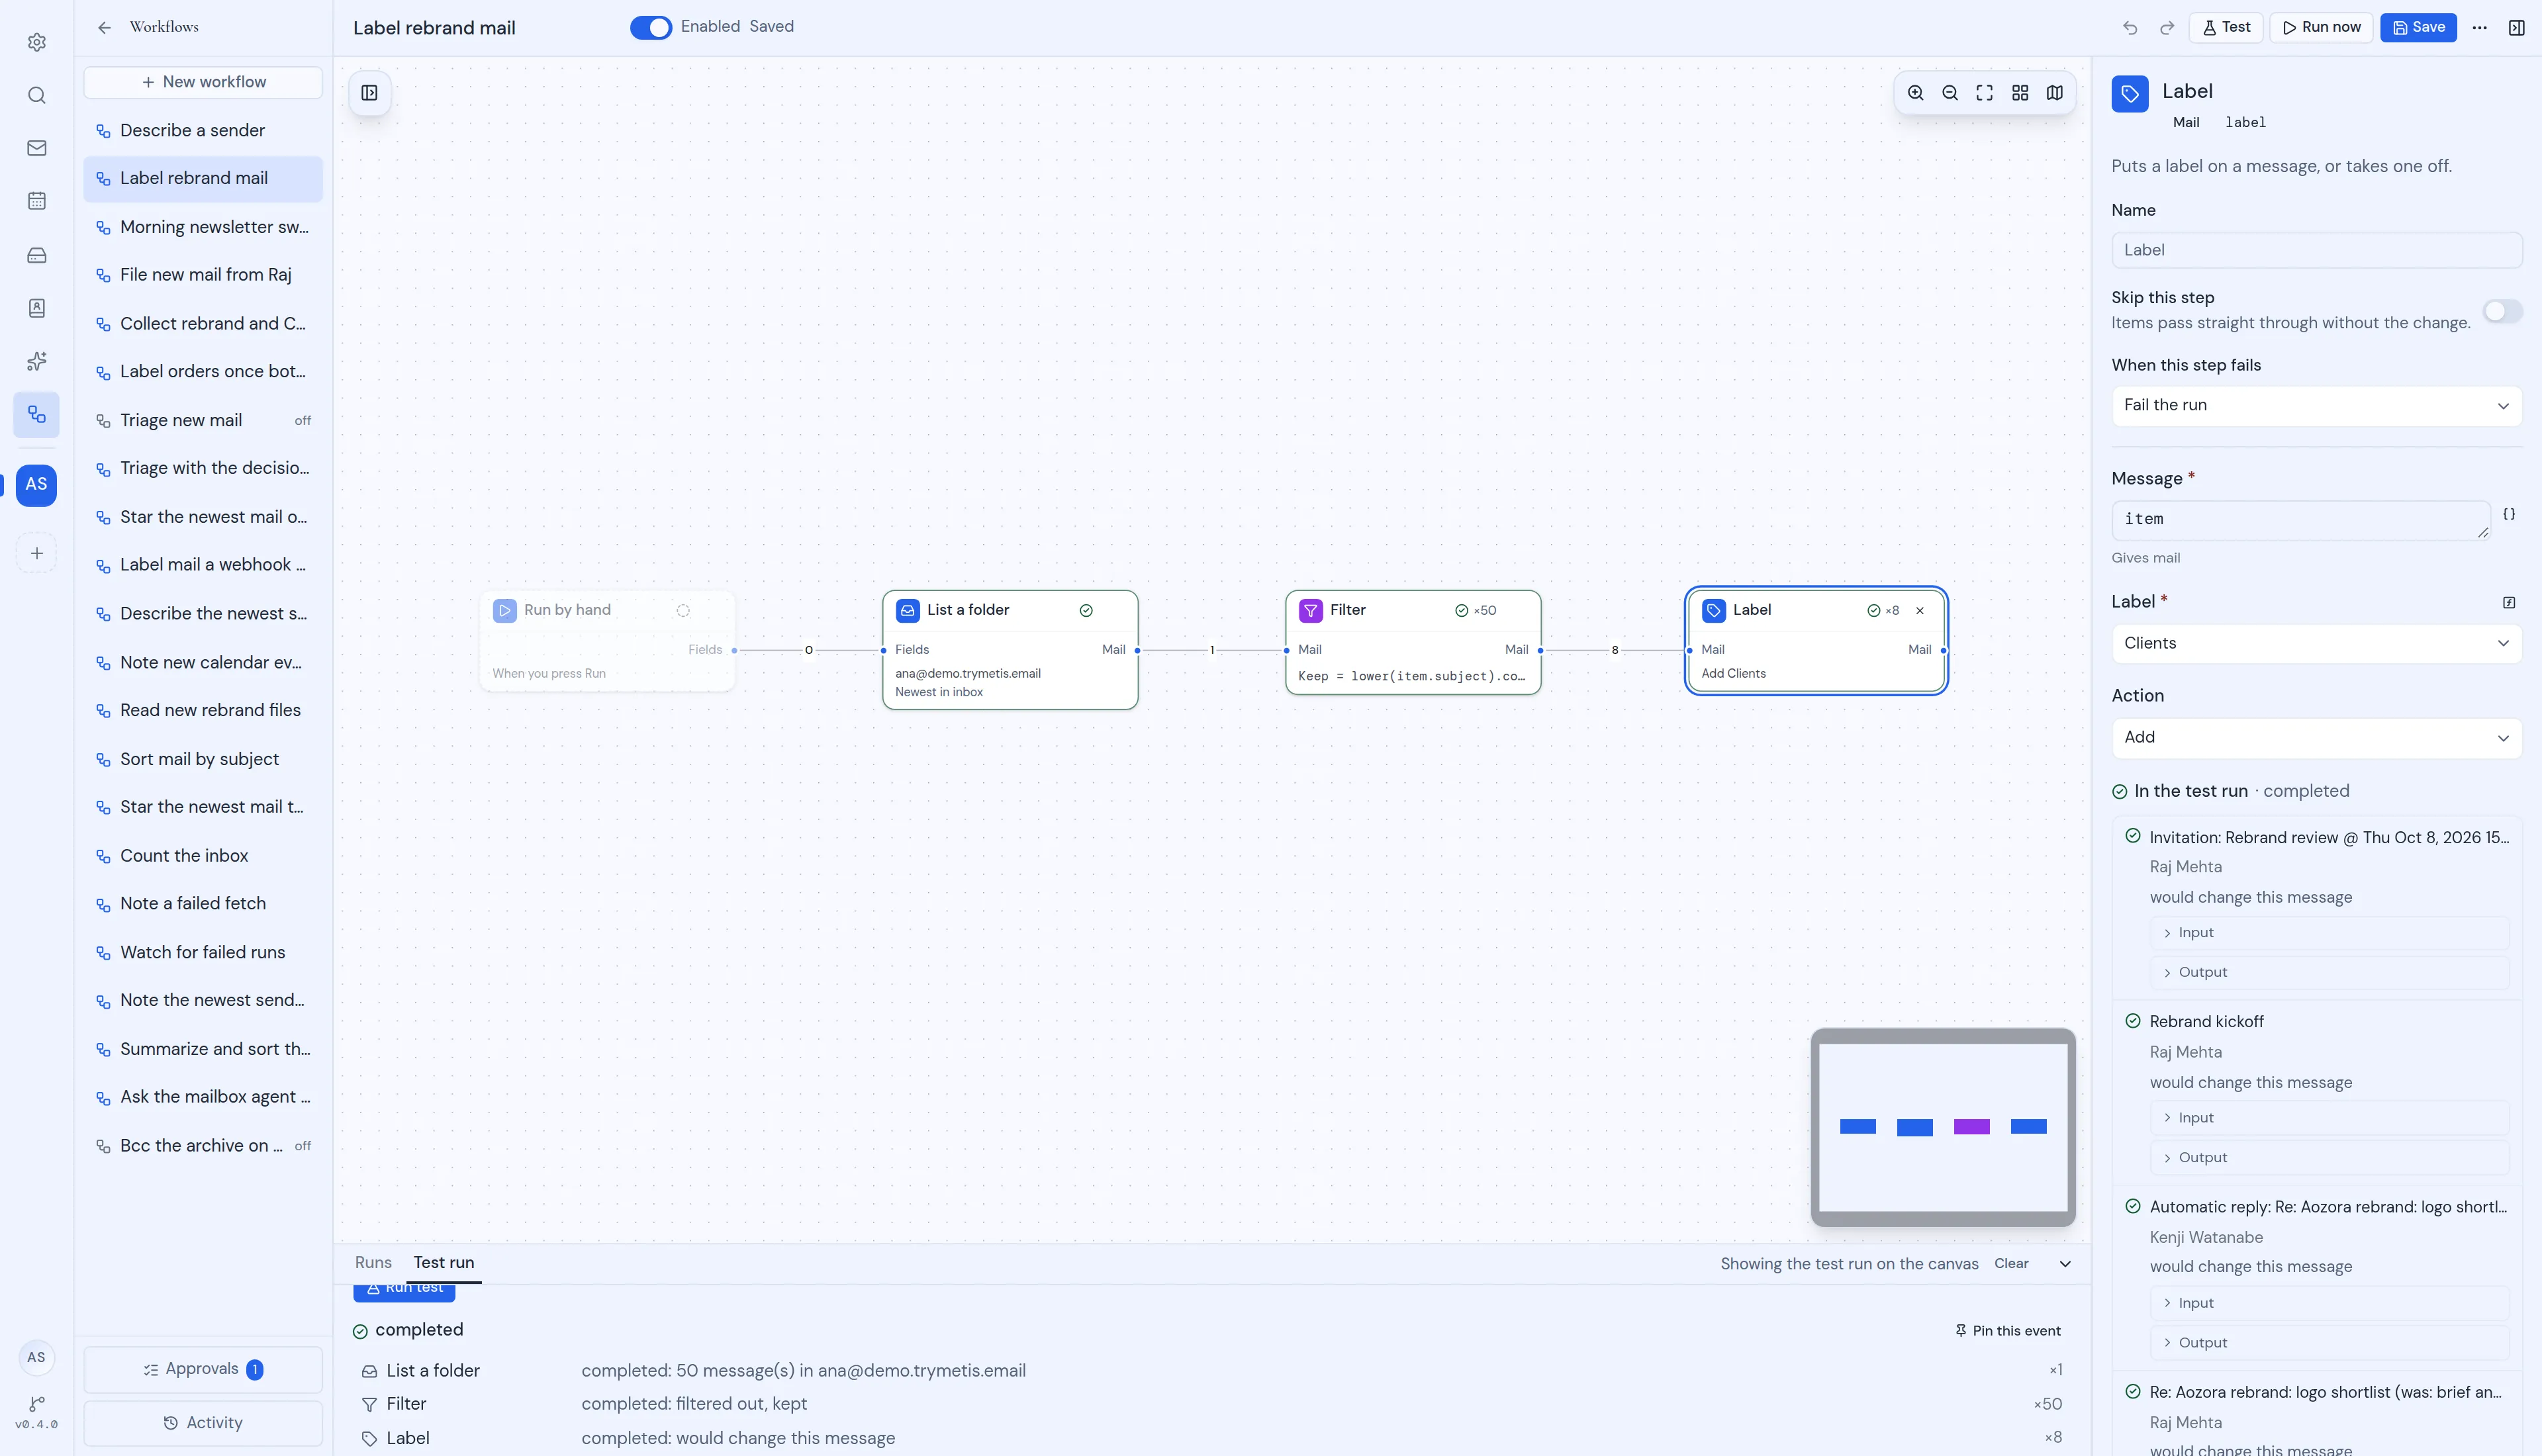 Workflows
New workflow
Describe a sender
Label rebrand mail
Morning newsletter sw...
File new mail from Raj
Collect rebrand and C...
Label orders once bot...
Triage new mail off
Triage with the decisio...
Star the newest mail o...
Label mail a webhook ...
Describe the newest s...
Note new calendar ev...
Read new rebrand files
Sort mail by subject
Star the newest mail t...
Count the inbox
Note a failed fetch
Watch for failed runs
Note the newest send...
Summarize and sort th...
Ask the mailbox agent ...
Bcc the archive on ... off
Approvals 1
Activity
AS
AS
v0.4.0
Label rebrand mail
Enabled Saved
Test
Run now
Save
Run by hand
Fields
When you press Run
0
List a folder
Fields Mail
ana@demo.trymetis.email
Newest in inbox
1
Filter ×50
Mail Mail
Keep = lower(item.subject).co...
8
Label ×8
Mail Mail
Add Clients
Runs Test run
Showing the test run on the canvas Clear
Run test
completed
Pin this event
List a folder completed: 50 message(s) in ana@demo.trymetis.email ×1
Filter completed: filtered out, kept ×50
Label completed: would change this message ×8
Label
Mail label
Puts a label on a message, or takes one off.
Name
Label
Skip this step
Items pass straight through without the change.
When this step fails
Fail the run
Message *
item
{}
Gives mail
Label *
Clients
Action
Add
In the test run · completed
Invitation: Rebrand review @ Thu Oct 8, 2026 15...
Raj Mehta
would change this message
Input
Output
Rebrand kickoff
Raj Mehta
would change this message
Input
Output
Automatic reply: Re: Aozora rebrand: logo shortl...
Kenji Watanabe
would change this message
Input
Output
Re: Aozora rebrand: logo shortlist (was: brief an...
Raj Mehta
would change this message